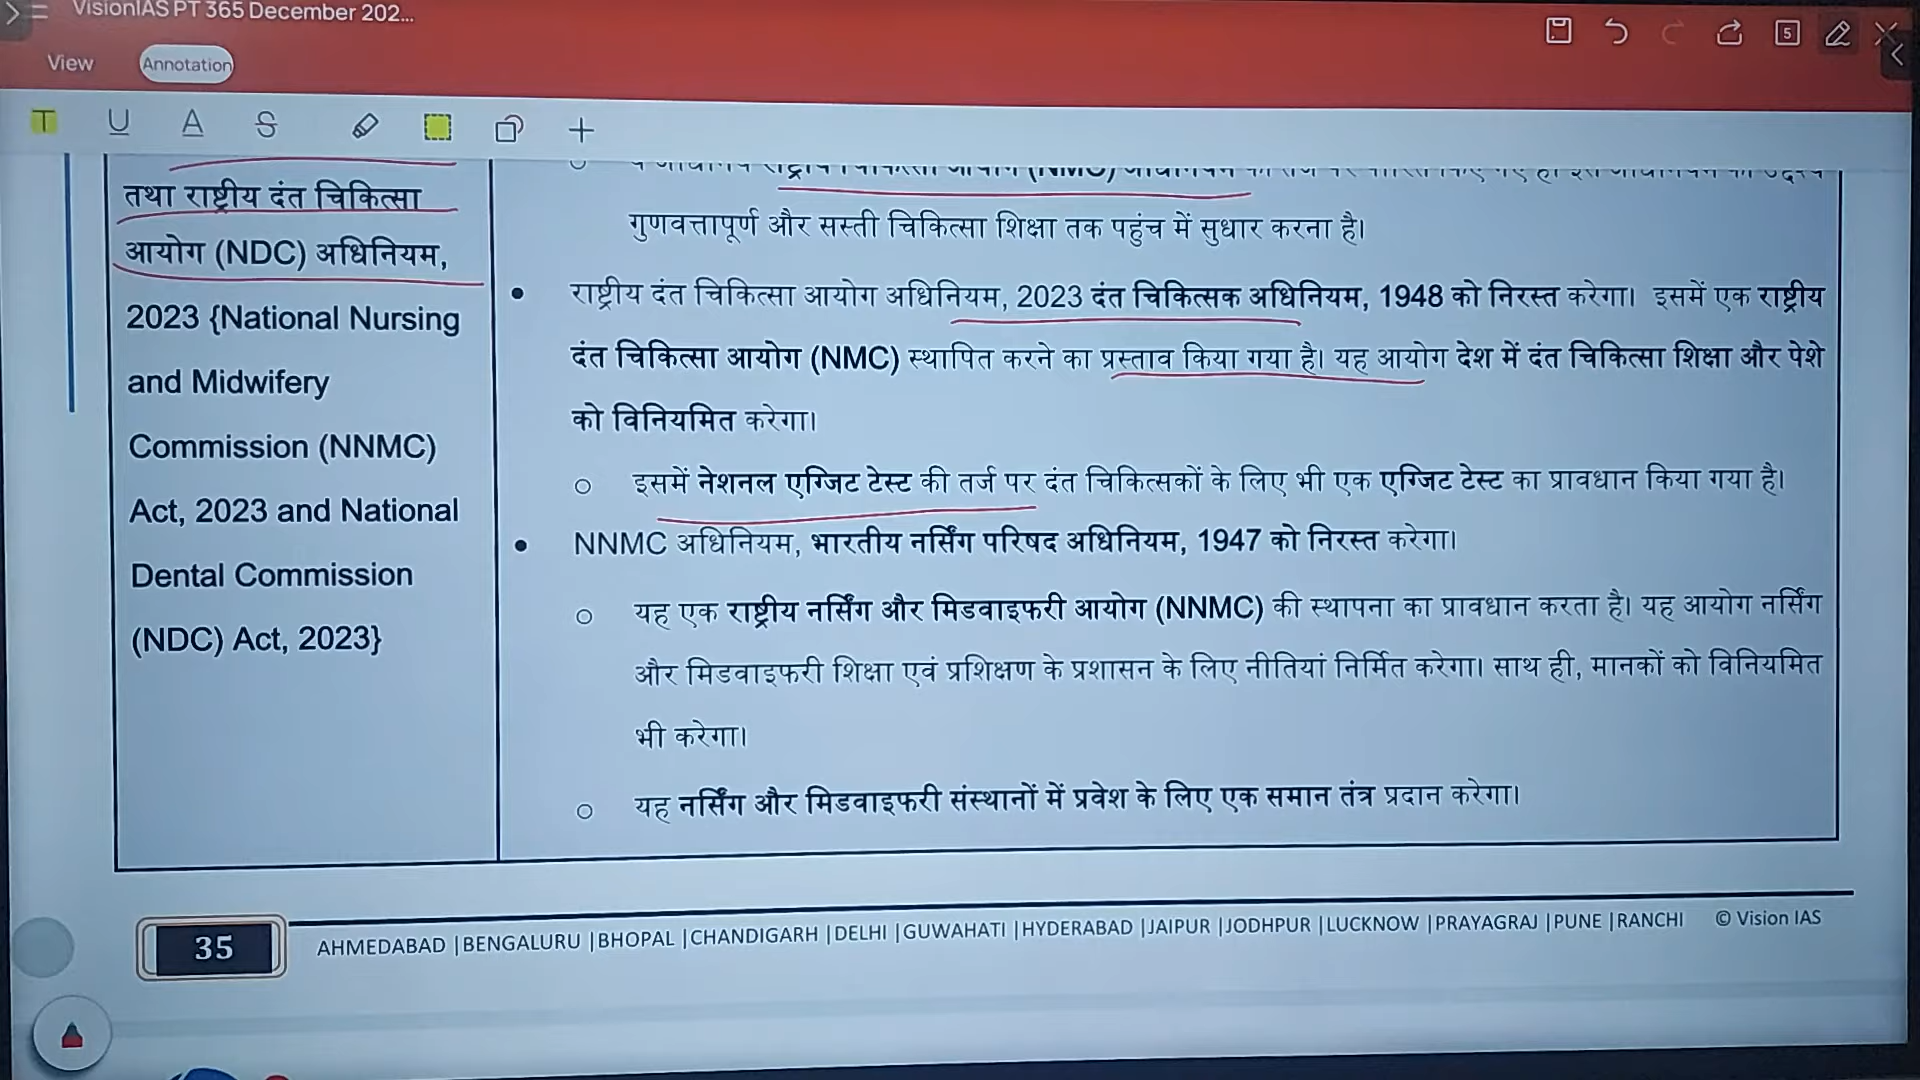 VisionIAS PT 365 December 202...
View
Annotation
5
T U A S
तथा राष्ट्रीय दंत चिकित्सा
आयोग (NDC) अधिनियम,
2023 {National Nursing
and Midwifery
Commission (NNMC)
Act, 2023 and National
Dental Commission
(NDC) Act, 2023}
गुणवत्तापूर्ण और सस्ती चिकित्सा शिक्षा तक पहुंच में सुधार करना है।
• राष्ट्रीय दंत चिकित्सा आयोग अधिनियम, 2023 दंत चिकित्सक अधिनियम, 1948 को निरस्त करेगा। इसमें एक राष्ट्रीय
दंत चिकित्सा आयोग (NMC) स्थापित करने का प्रस्ताव किया गया है। यह आयोग देश में दंत चिकित्सा शिक्षा और पेशे
को विनियमित करेगा।
○ इसमें नेशनल एग्जिट टेस्ट की तर्ज पर दंत चिकित्सकों के लिए भी एक एग्जिट टेस्ट का प्रावधान किया गया है।
• NNMC अधिनियम, भारतीय नर्सिंग परिषद अधिनियम, 1947 को निरस्त करेगा।
○ यह एक राष्ट्रीय नर्सिंग और मिडवाइफरी आयोग (NNMC) की स्थापना का प्रावधान करता है। यह आयोग नर्सिंग
और मिडवाइफरी शिक्षा एवं प्रशिक्षण के प्रशासन के लिए नीतियां निर्मित करेगा। साथ ही, मानकों को विनियमित
भी करेगा।
○ यह नर्सिंग और मिडवाइफरी संस्थानों में प्रवेश के लिए एक समान तंत्र प्रदान करेगा।
35
AHMEDABAD |BENGALURU |BHOPAL |CHANDIGARH |DELHI |GUWAHATI |HYDERABAD |JAIPUR |JODHPUR |LUCKNOW |PRAYAGRAJ |PUNE |RANCHI © Vision IAS